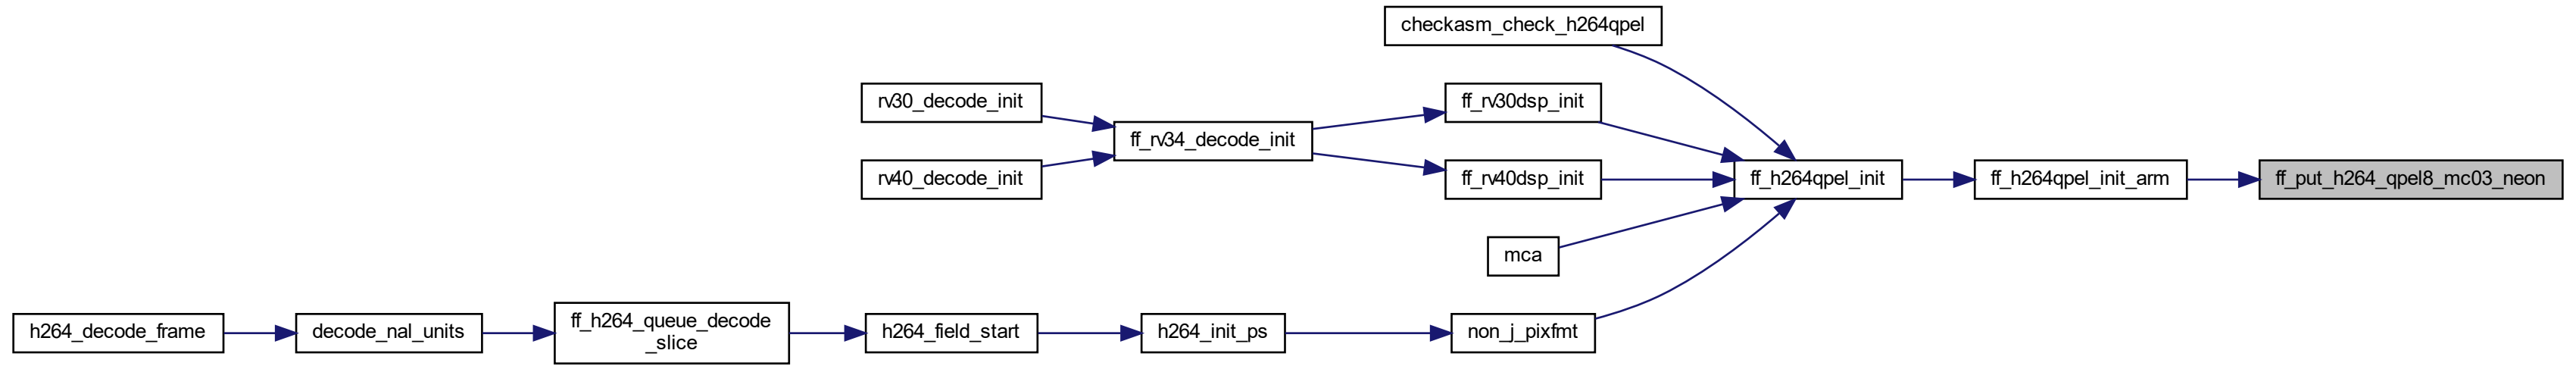 checkasm_check_h264qpel
rv30_decode_init
ff_rv30dsp_init
ff_rv34_decode_init
rv40_decode_init
ff_rv40dsp_init
ff_h264qpel_init
ff_h264qpel_init_arm
ff_put_h264_qpel8_mc03_neon
mca
h264_decode_frame
decode_nal_units
ff_h264_queue_decode
_slice
h264_field_start
h264_init_ps
non_j_pixfmt